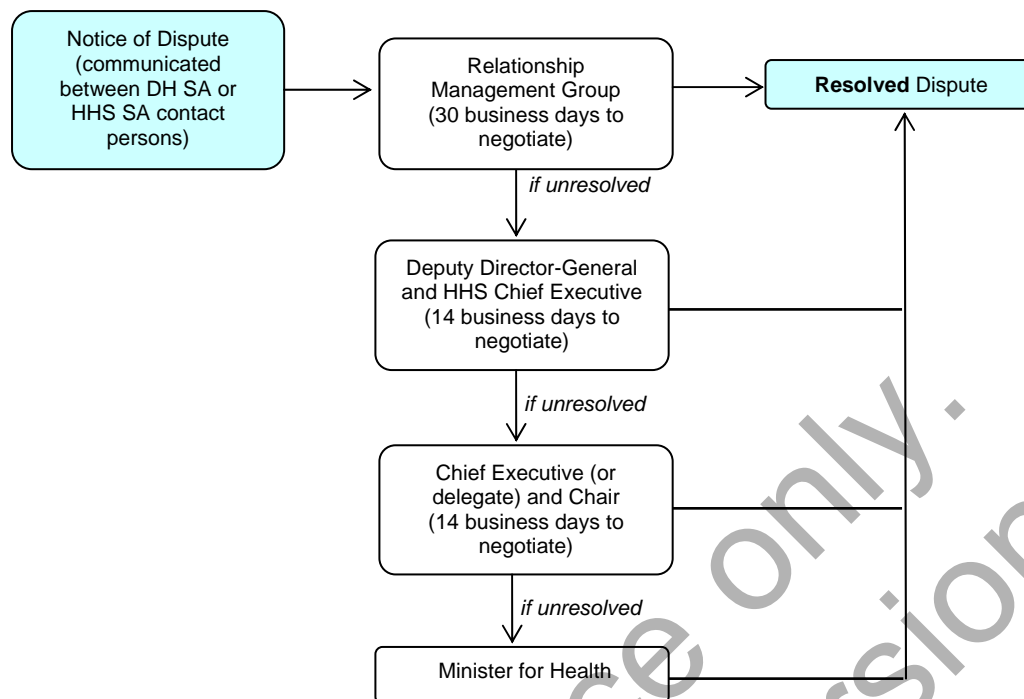 Notice of Dispute
(communicated
between DH SA or
HHS SA contact
persons)
Relationship
Management Group
(30 business days to
negotiate)
Resolved Dispute
if unresolved
Deputy Director-General
and HHS Chief Executive
(14 business days to
negotiate)
if unresolved
Chief Executive (or
delegate) and Chair
(14 business days to
negotiate)
if unresolved
Minister for Health
only.